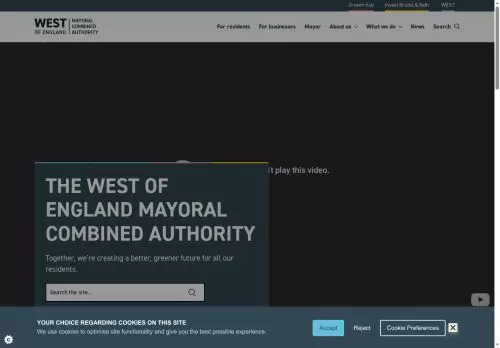 Growth Hub Invest Bristol & Bath WEST
WEST MAYORAL COMBINED AUTHORITY
OF ENGLAND
For residents For businesses Mayor About us What we do News Search
't play this video.
THE WEST OF
ENGLAND MAYORAL
COMBINED AUTHORITY
Together, we're creating a better, greener future for all our
residents.
Search the site...
YOUR CHOICE REGARDING COOKIES ON THIS SITE
We use cookies to optimise site functionality and give you the best possible experience.
Accept Reject Cookie Preferences